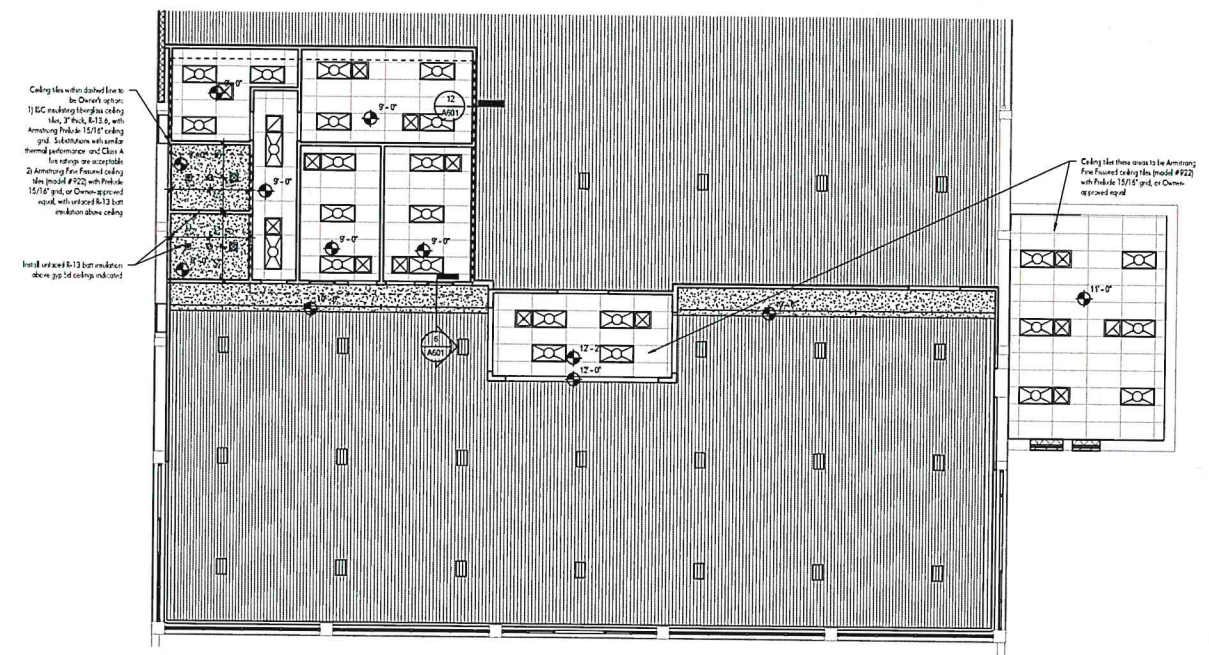 Ceiling tiles within dashed line to
be Owner's option:
1) ISC insulating fiberglass ceiling
tiles, 3" thick, R-13.6, with
Armstrong Prelude 15/16" ceiling
grid. Substitutions with similar
thermal performance and Class A
fire ratings are acceptable
2) Armstrong Fine Fissured ceiling
tiles (model #922) with Prelude
15/16" grid, or Owner-approved
equal, with unfaced R-13 batt
insulation above ceiling
Install unfaced R-13 batt insulation
above gyp bd ceilings indicated
9'-0"
9'-0"
12
A601
9'-0"
9'-0"
9'-0"
6
A601
12'-2"
12'-0"
Ceiling tiles these areas to be Armstrong
Fine Fissured ceiling tiles (model #922)
with Prelude 15/16" grid, or Owner-
approved equal
11'-0"